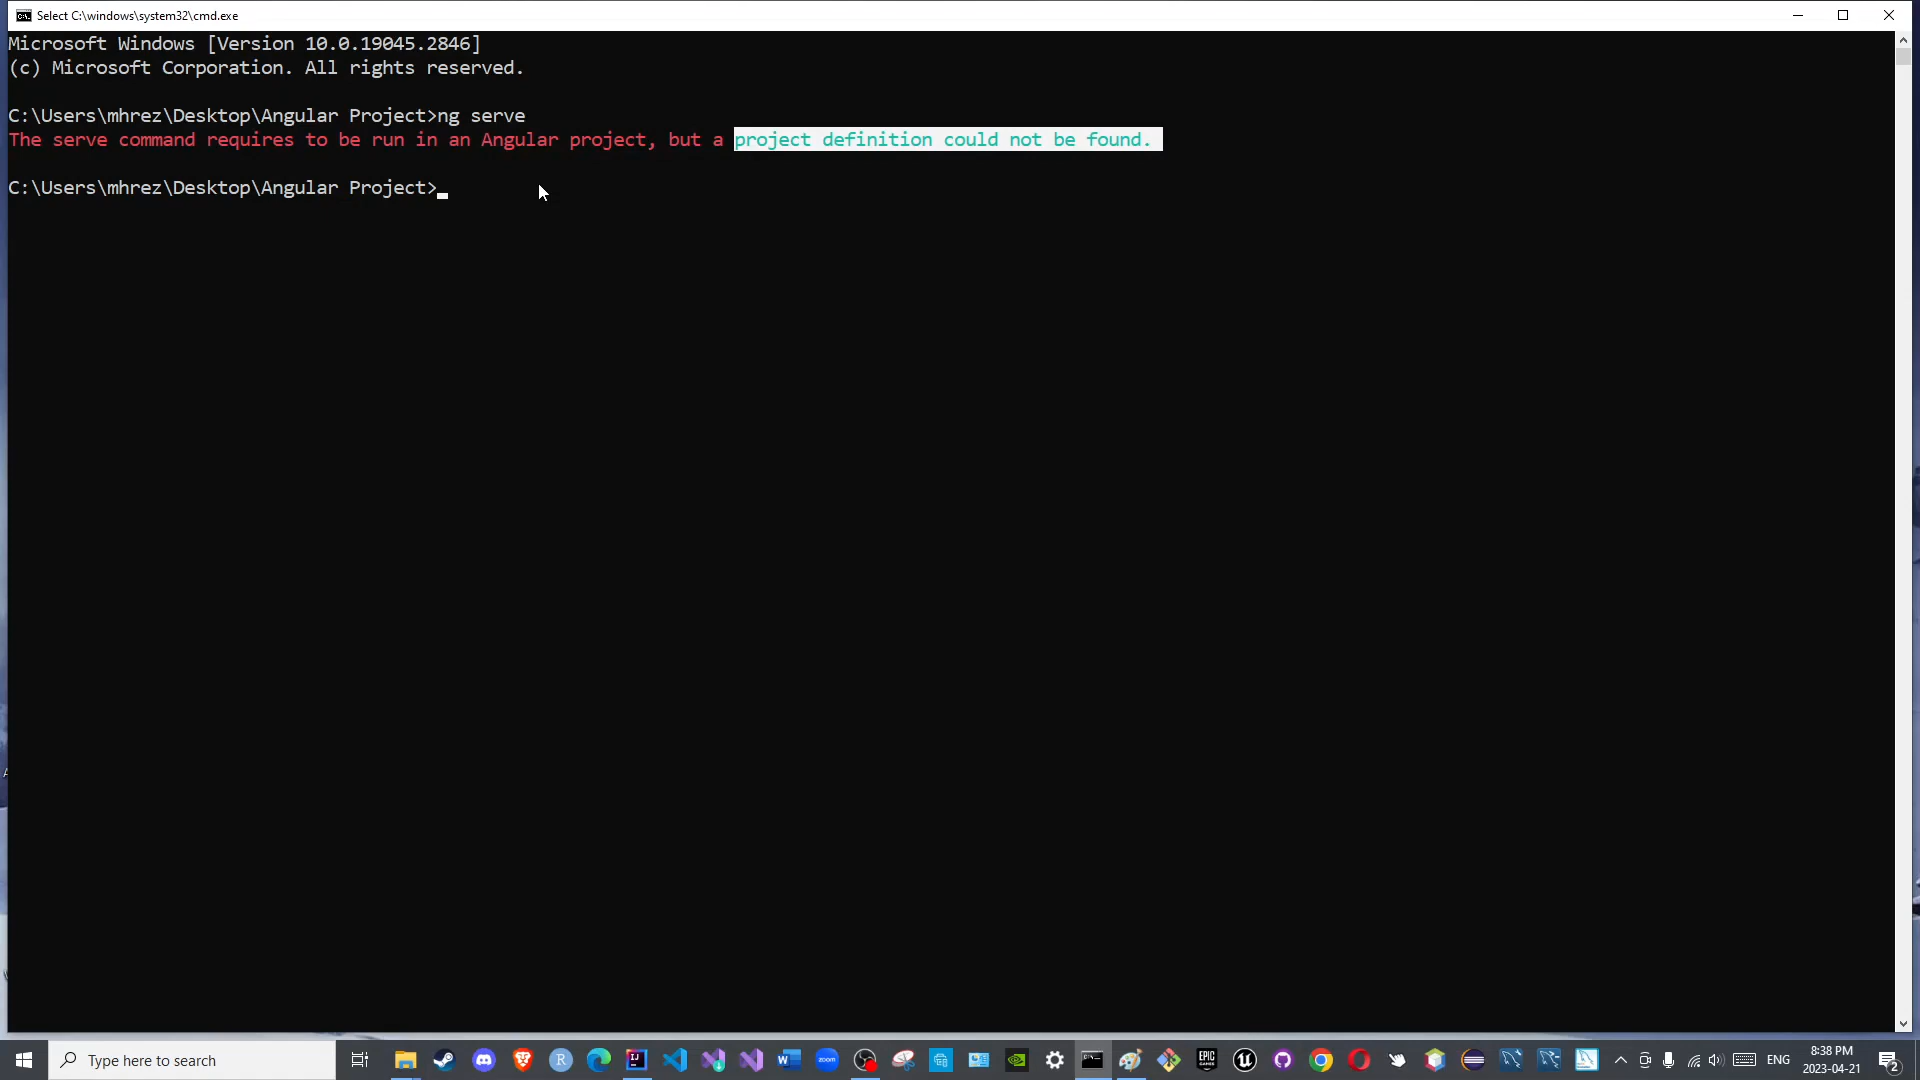 Select C:\windows\system32\cmd.exe
Microsoft Windows [Version 10.0.19045.2846]
(c) Microsoft Corporation. All rights reserved.
C:\Users\mhrez\Desktop\Angular Project>ng serve
The serve command requires to be run in an Angular project, but a project definition could not be found.
C:\Users\mhrez\Desktop\Angular Project>
Type here to search
ENG
8:38 PM
2023-04-21
2